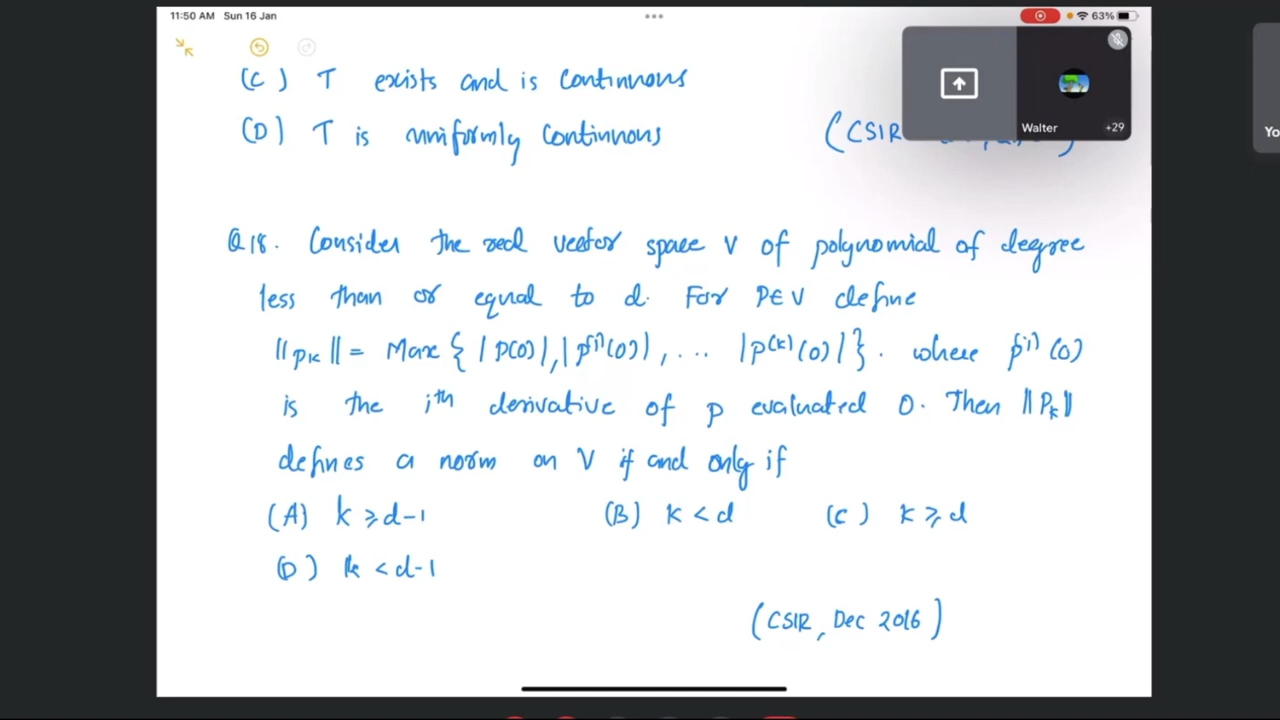 11:50 AM Sun 16 Jan
63%
(C) T exists and is continuous
(D) T is uniformly continuous
(CSIR
Walter
+29
Yo
Q18. Consider the real vector space V of polynomial of degree
less than or equal to d. For P∈V define
||pₖ|| = Max { |P(0)|, |p⁽¹⁾(0)|, ... |p⁽ᵏ⁾(0)| }. where p⁽ⁱ⁾(0)
is the iᵗʰ derivative of p evaluated 0. Then ||Pₖ||
defines a norm on V if and only if
(A) k ≥ d-1 (B) K < d (C) K ≥ d
(D) k < d-1
(CSIR, Dec 2016)